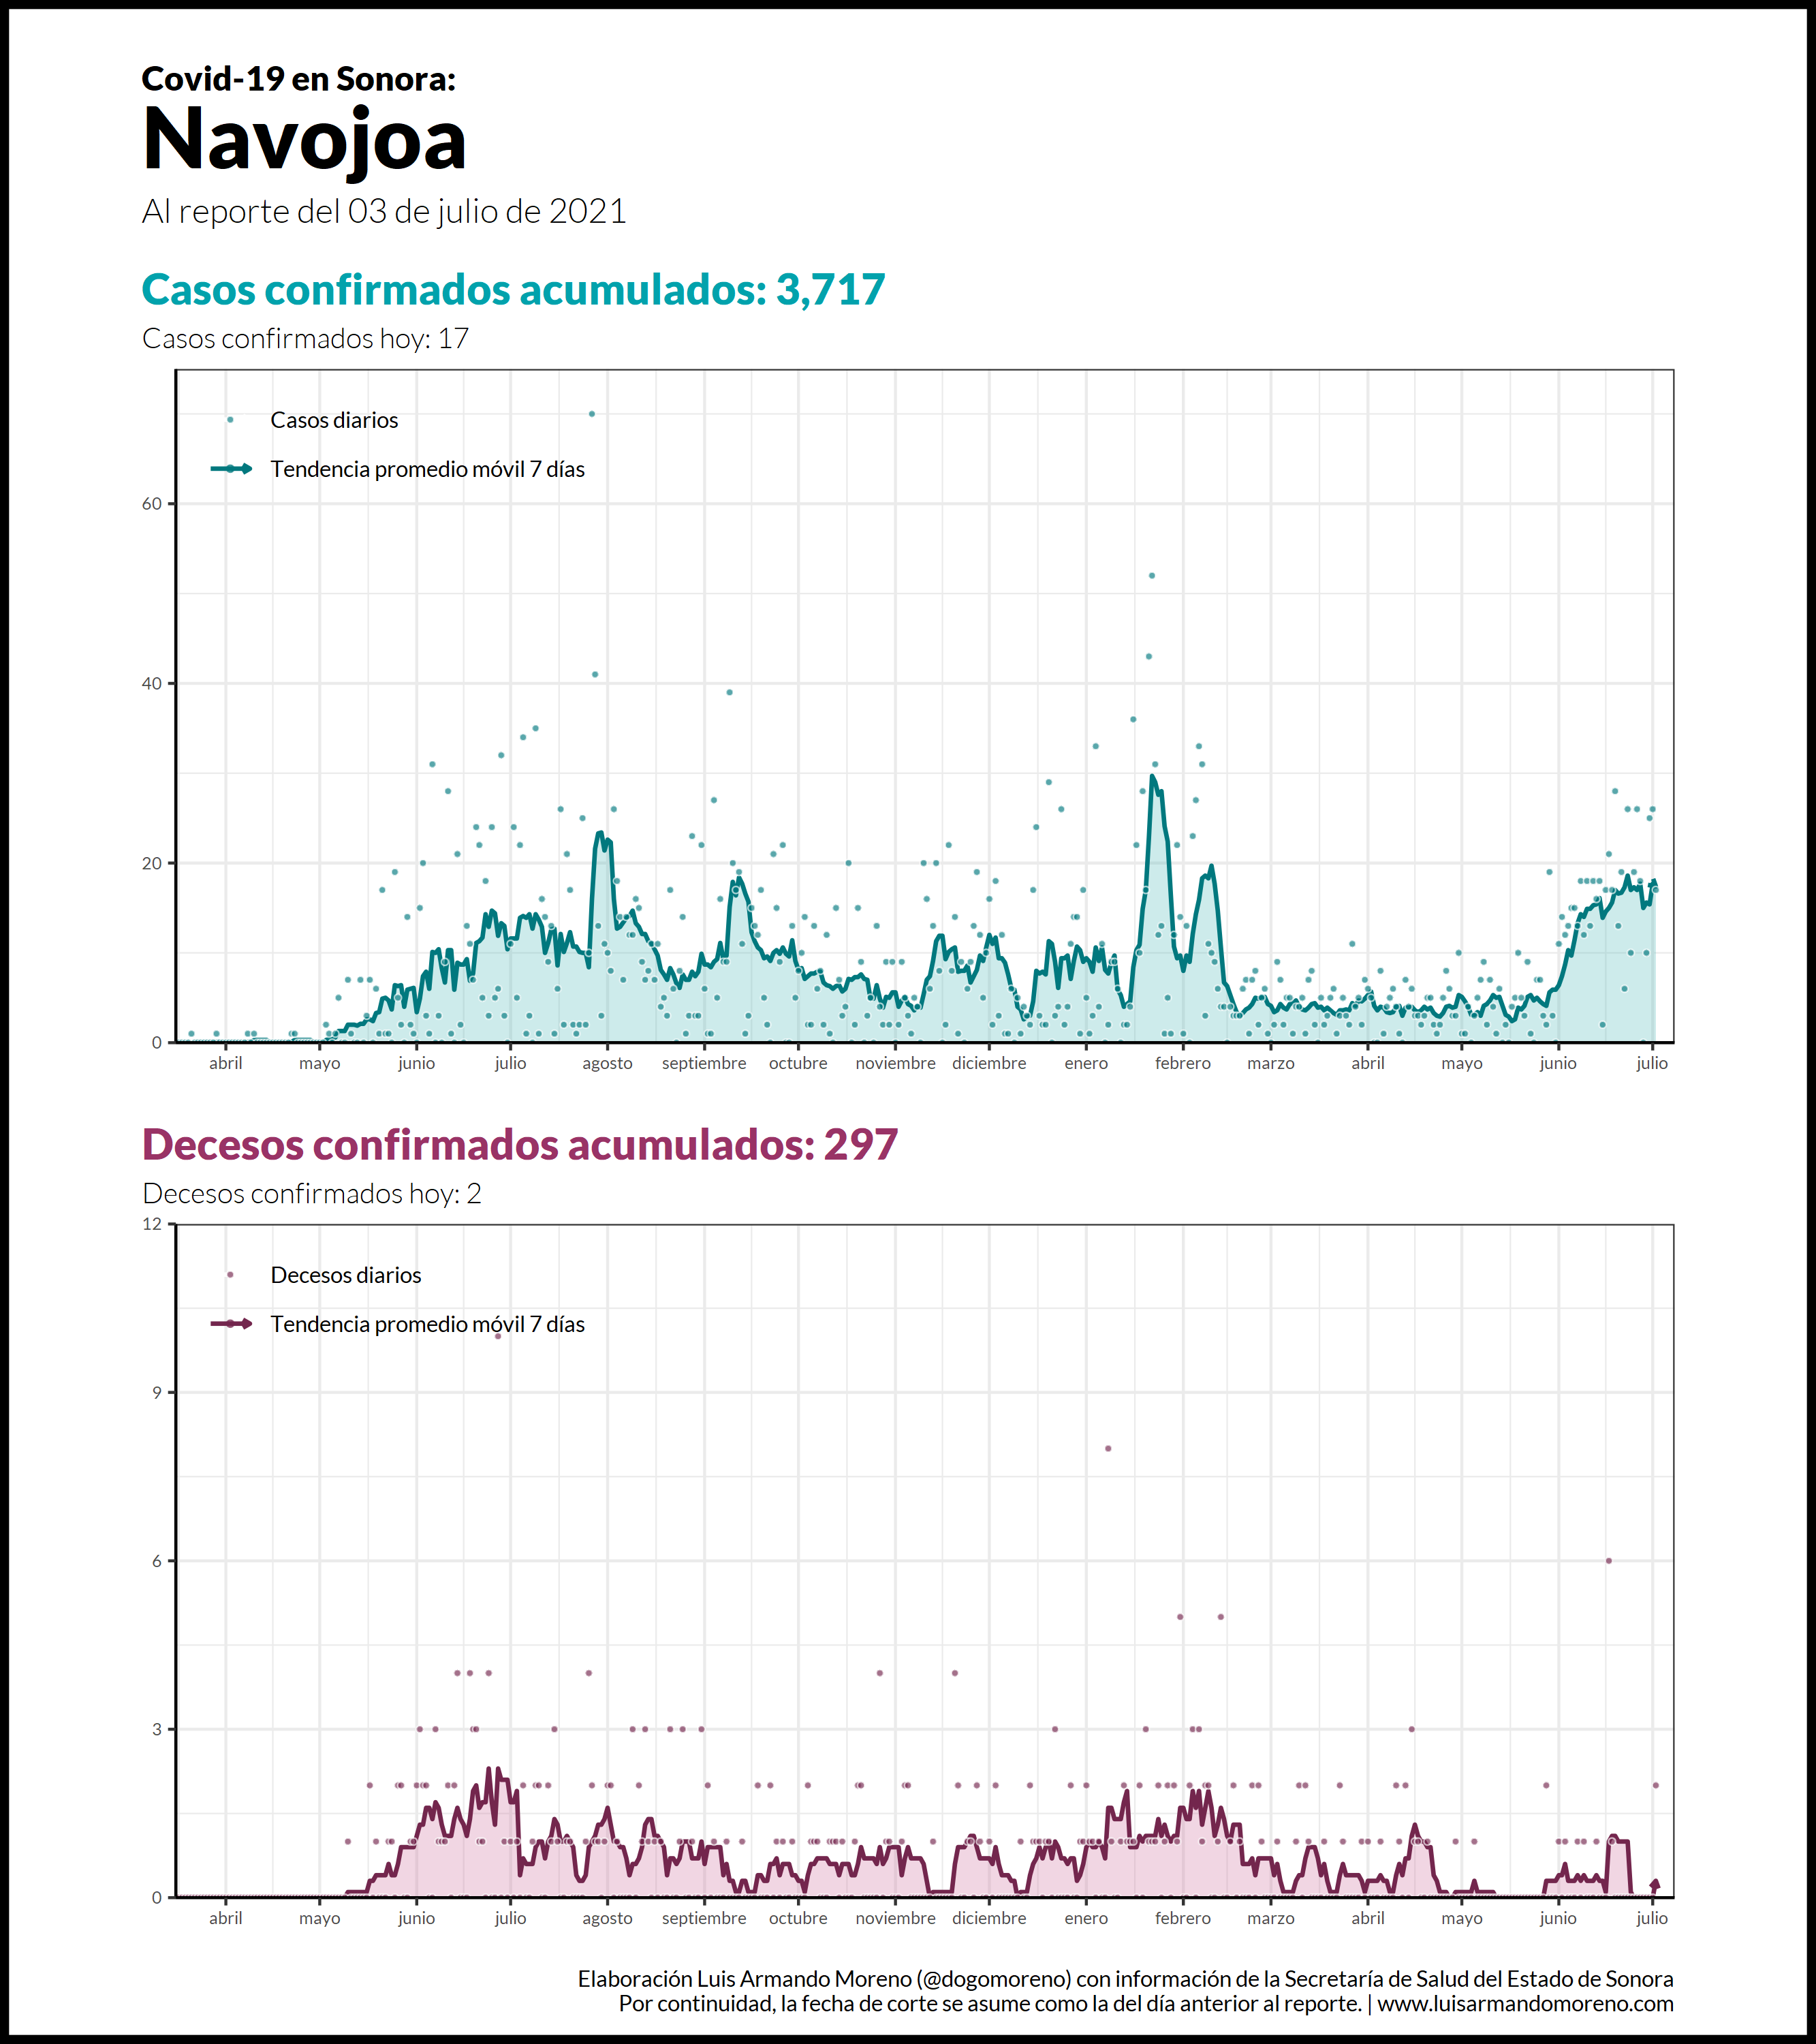 Covid-19 en Sonora:
Navojoa
Al reporte del 03 de julio de 2021
Casos confirmados acumulados: 3,717
Casos confirmados hoy: 17
Casos diarios
Tendencia promedio móvil 7 días
60
40
20
0
abril mayo junio julio agosto septiembre octubre noviembre diciembre enero febrero marzo abril mayo junio julio
Decesos confirmados acumulados: 297
Decesos confirmados hoy: 2
12
Decesos diarios
Tendencia promedio móvil 7 días
9
6
3
0
abril mayo junio julio agosto septiembre octubre noviembre diciembre enero febrero marzo abril mayo junio julio
Elaboración Luis Armando Moreno (@dogomoreno) con información de la Secretaría de Salud del Estado de Sonora
Por continuidad, la fecha de corte se asume como la del día anterior al reporte. | www.luisarmandomoreno.com